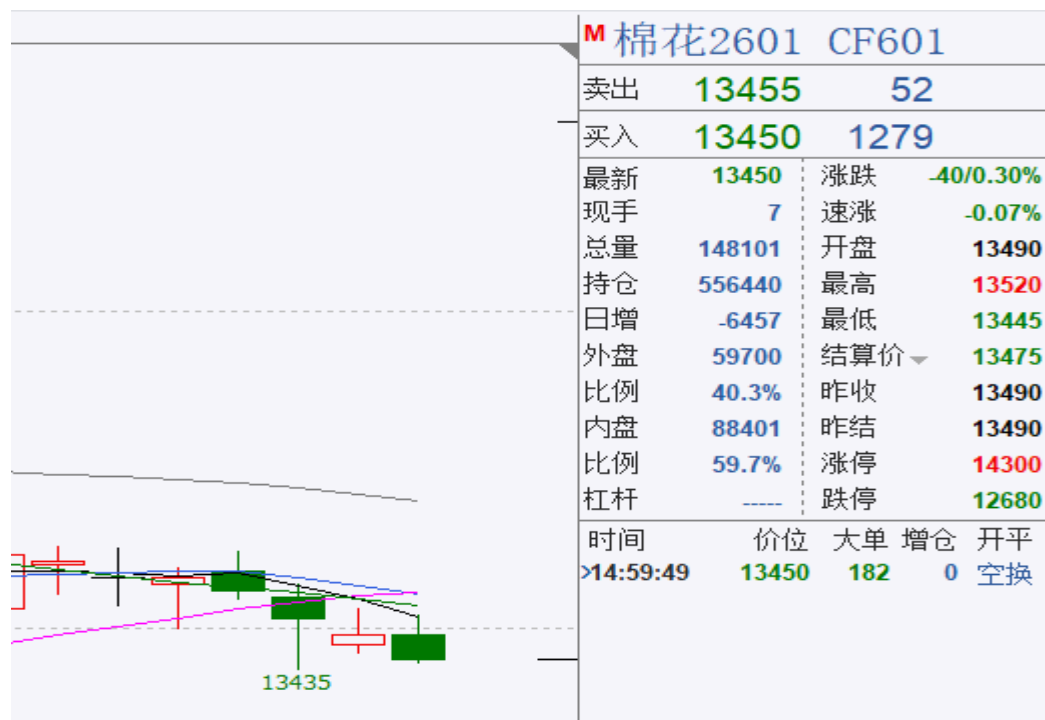 M 棉花2601 CF601
卖出 13455 52
买入 13450 1279
最新 13450 涨跌 -40/0.30%
现手 7 速涨 -0.07%
总量 148101 开盘 13490
持仓 556440 最高 13520
日增 -6457 最低 13445
外盘 59700 结算价 13475
比例 40.3% 昨收 13490
内盘 88401 昨结 13490
比例 59.7% 涨停 14300
杠杆 ----- 跌停 12680
时间 价位 大单 增仓 开平
>14:59:49 13450 182 0 空换
13435